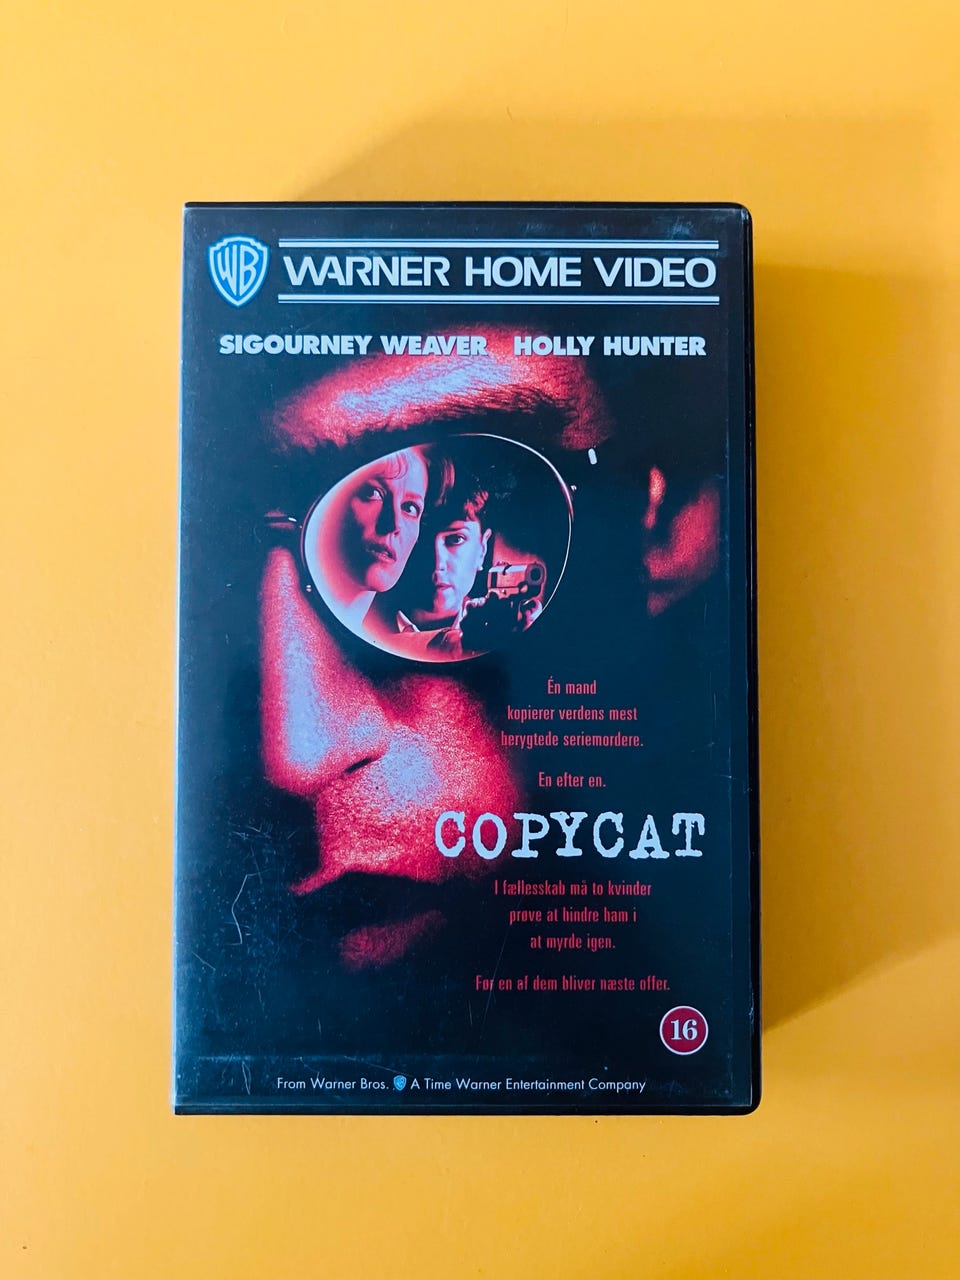 WB WARNER HOME VIDEO
SIGOURNEY WEAVER HOLLY HUNTER
Én mand
kopierer verdens mest
berygtede seriemordere.
En efter en.
COPYCAT
I fællesskab må to kvinder
prøve at hindre ham i
at myrde igen.
Før en af dem bliver næste offer.
16
From Warner Bros. A Time Warner Entertainment Company